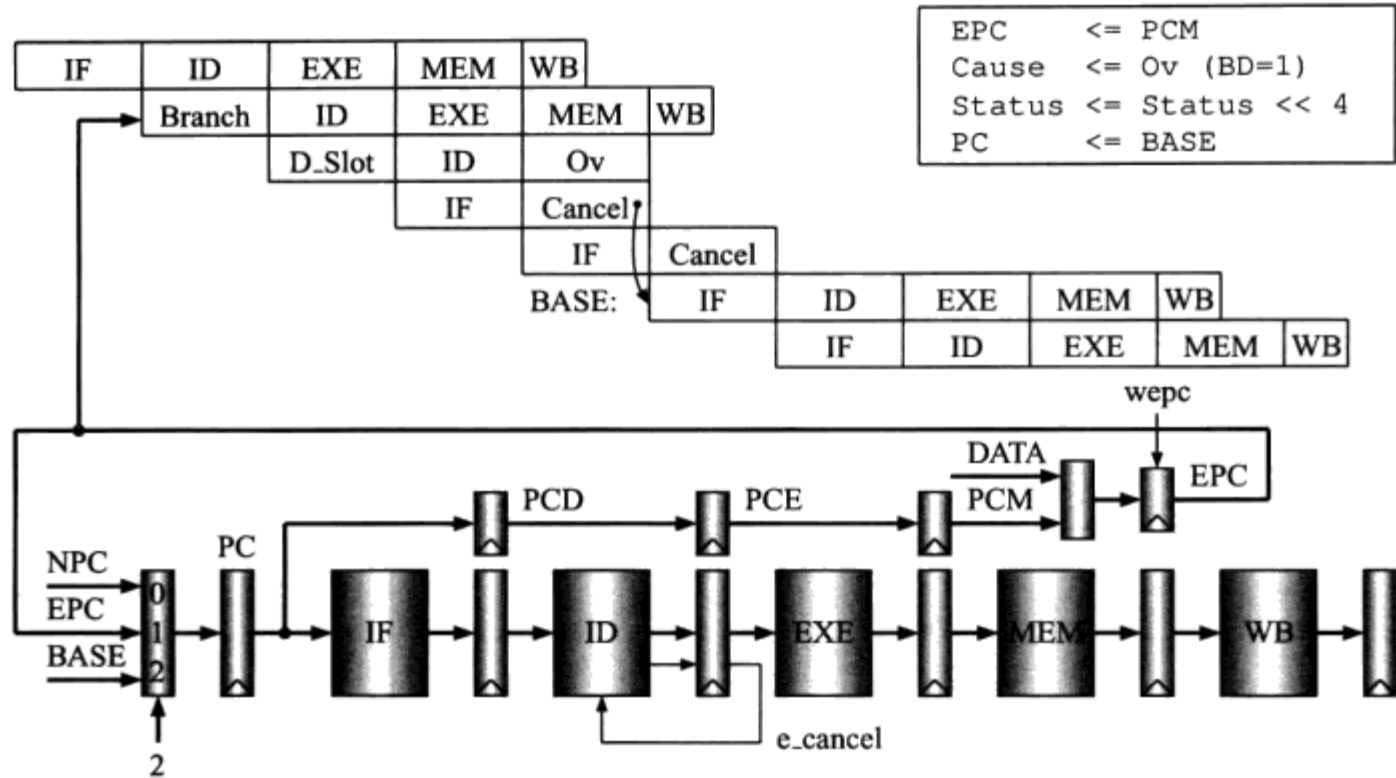 EPC <= PCM
Cause <= Ov (BD=1)
Status <= Status << 4
PC <= BASE
IF ID EXE MEM WB
Branch ID EXE MEM WB
D_Slot ID Ov
IF Cancel
IF Cancel
BASE: IF ID EXE MEM WB
IF ID EXE MEM WB
wepc
DATA
EPC
PCD PCE PCM
PC
NPC
0
EPC
1
IF ID EXE MEM WB
BASE
2
e_cancel
2